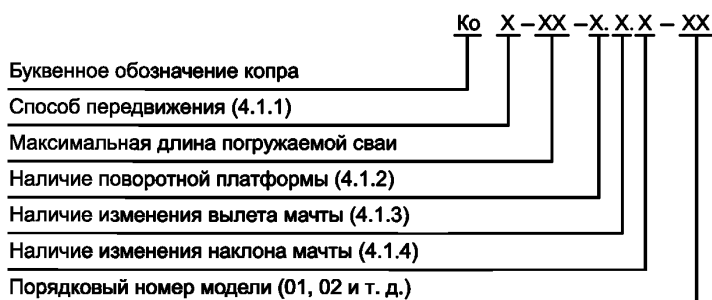 Ко Х – ХХ – Х. Х. Х – ХХ
Буквенное обозначение копра
Способ передвижения (4.1.1)
Максимальная длина погружаемой сваи
Наличие поворотной платформы (4.1.2)
Наличие изменения вылета мачты (4.1.3)
Наличие изменения наклона мачты (4.1.4)
Порядковый номер модели (01, 02 и т. д.)